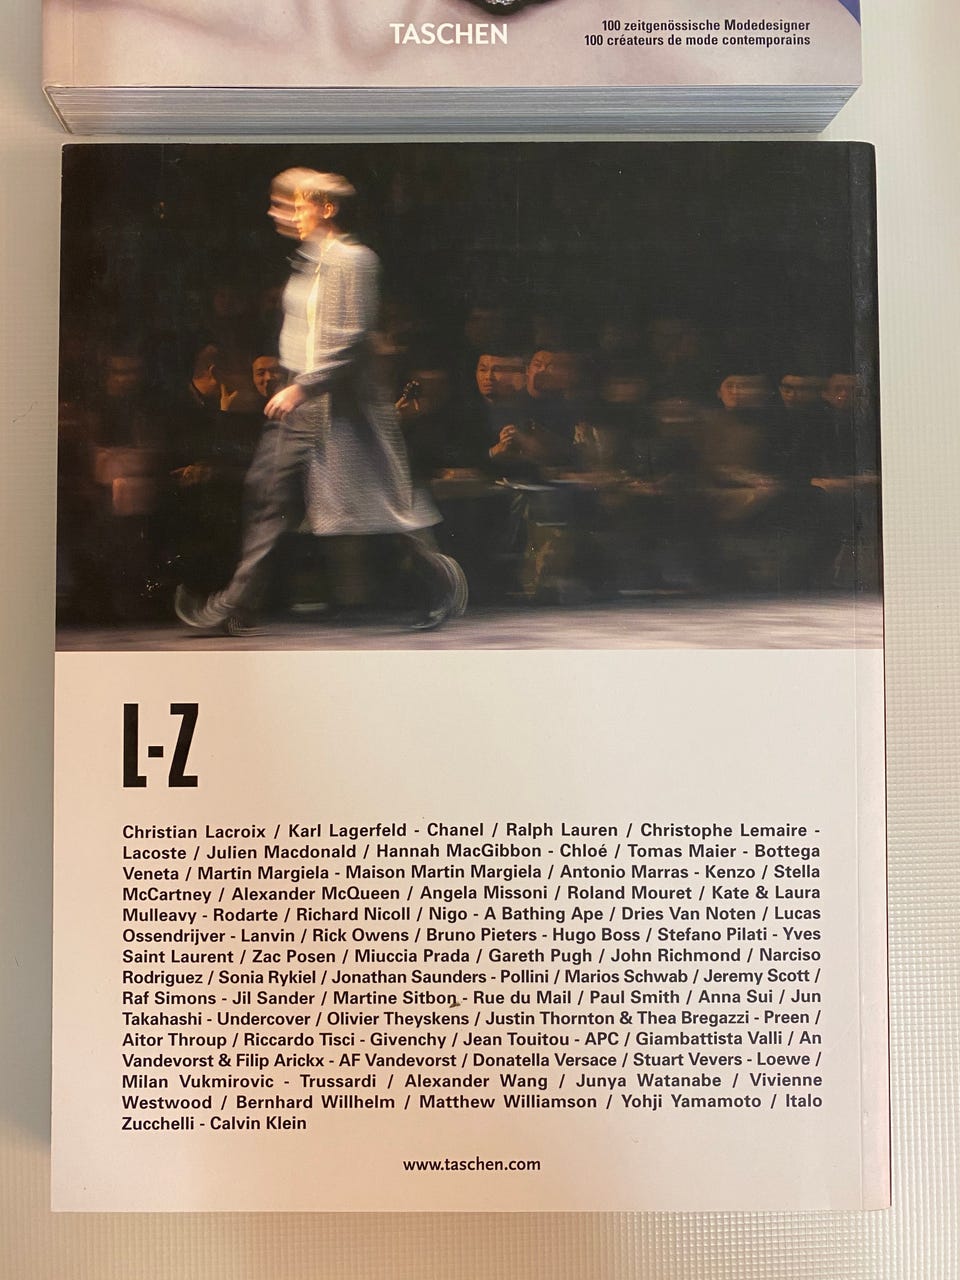 TASCHEN
100 zeitgenössische Modedesigner
100 créateurs de mode contemporains
L-Z
Christian Lacroix / Karl Lagerfeld - Chanel / Ralph Lauren / Christophe Lemaire -
Lacoste / Julien Macdonald / Hannah MacGibbon - Chloé / Tomas Maier - Bottega
Veneta / Martin Margiela - Maison Martin Margiela / Antonio Marras - Kenzo / Stella
McCartney / Alexander McQueen / Angela Missoni / Roland Mouret / Kate & Laura
Mulleavy - Rodarte / Richard Nicoll / Nigo - A Bathing Ape / Dries Van Noten / Lucas
Ossendrijver - Lanvin / Rick Owens / Bruno Pieters - Hugo Boss / Stefano Pilati - Yves
Saint Laurent / Zac Posen / Miuccia Prada / Gareth Pugh / John Richmond / Narciso
Rodriguez / Sonia Rykiel / Jonathan Saunders - Pollini / Marios Schwab / Jeremy Scott /
Raf Simons - Jil Sander / Martine Sitbon - Rue du Mail / Paul Smith / Anna Sui / Jun
Takahashi - Undercover / Olivier Theyskens / Justin Thornton & Thea Bregazzi - Preen /
Aitor Throup / Riccardo Tisci - Givenchy / Jean Touitou - APC / Giambattista Valli / An
Vandevorst & Filip Arickx - AF Vandevorst / Donatella Versace / Stuart Vevers - Loewe /
Milan Vukmirovic - Trussardi / Alexander Wang / Junya Watanabe / Vivienne
Westwood / Bernhard Willhelm / Matthew Williamson / Yohji Yamamoto / Italo
Zucchelli - Calvin Klein
www.taschen.com